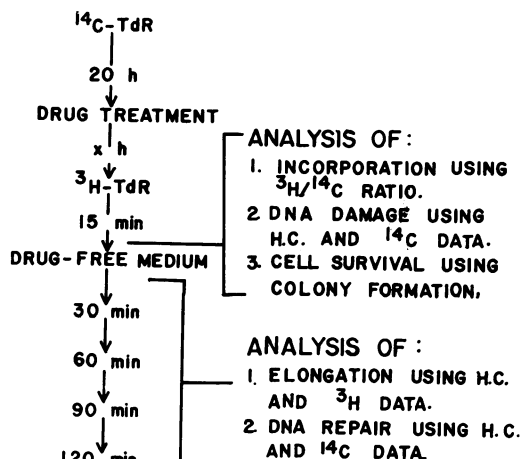 ¹⁴C-TdR
20 h
DRUG TREATMENT
x h
³H-TdR
15 min
DRUG-FREE MEDIUM
30 min
60 min
90 min
120 min
ANALYSIS OF:
1. INCORPORATION USING
³H/¹⁴C RATIO.
2 DNA DAMAGE USING
H.C. AND ¹⁴C DATA.
3. CELL SURVIVAL USING
COLONY FORMATION.
ANALYSIS OF:
1. ELONGATION USING H.C.
AND ³H DATA.
2 DNA REPAIR USING H.C.
AND ¹⁴C DATA.